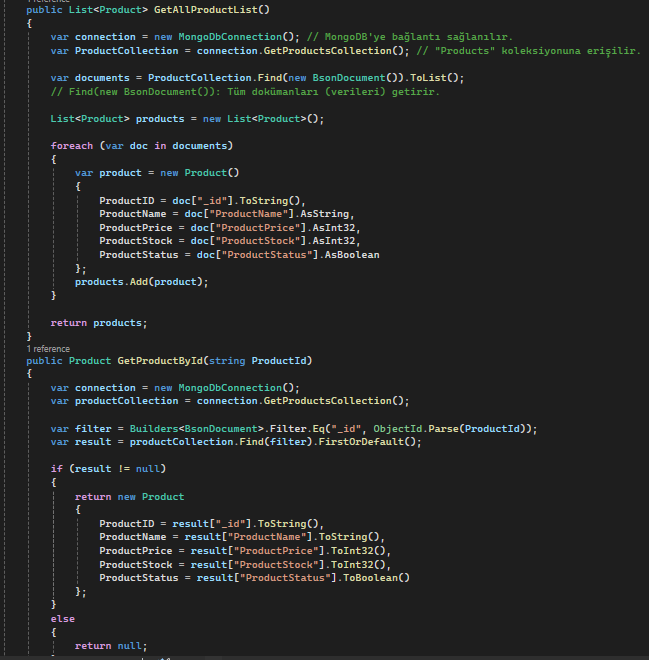 public List<Product> GetAllProductList()
{
var connection = new MongoDbConnection(); // MongoDB'ye bağlantı sağlanılır.
var ProductCollection = connection.GetProductsCollection(); // "Products" koleksiyonuna erişilir.
var documents = ProductCollection.Find(new BsonDocument()).ToList();
// Find(new BsonDocument()): Tüm dokümanları (verileri) getirir.
List<Product> products = new List<Product>();
foreach (var doc in documents)
{
var product = new Product()
{
ProductID = doc["_id"].ToString(),
ProductName = doc["ProductName"].AsString,
ProductPrice = doc["ProductPrice"].AsInt32,
ProductStock = doc["ProductStock"].AsInt32,
ProductStatus = doc["ProductStatus"].AsBoolean
};
products.Add(product);
}
return products;
}
1 reference
public Product GetProductById(string ProductId)
{
var connection = new MongoDbConnection();
var productCollection = connection.GetProductsCollection();
var filter = Builders<BsonDocument>.Filter.Eq("_id", ObjectId.Parse(ProductId));
var result = productCollection.Find(filter).FirstOrDefault();
if (result != null)
{
return new Product
{
ProductID = result["_id"].ToString(),
ProductName = result["ProductName"].ToString(),
ProductPrice = result["ProductPrice"].ToInt32(),
ProductStock = result["ProductStock"].ToInt32(),
ProductStatus = result["ProductStatus"].ToBoolean()
};
}
else
{
return null;